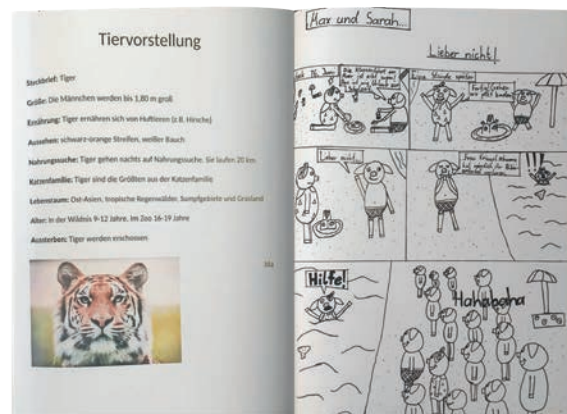 Tiervorstellung
Steckbrief: Tiger
Größe: Die Männchen werden bis 1,80 m groß
Ernährung: Tiger ernähren sich von Huftieren (z.B. Hirsche)
Aussehen: schwarz-orange Streifen, weißer Bauch
Nahrungssuche: Tiger gehen nachts auf Nahrungssuche. Sie laufen 20 km
Katzenfamilie: Tiger sind die Größten aus der Katzenfamilie
Lebensraum: Ost-Asien, tropische Regenwälder, Sumpfgebiete und Grasland
Alter: In der Wildnis 9-12 Jahre, im Zoo 16-19 Jahre
Aussterben: Tiger werden erschossen
Max und Sarah...
Lieber nicht!
Eine Stunde später
Lieber nicht.
Hilfe!
Hahahaha